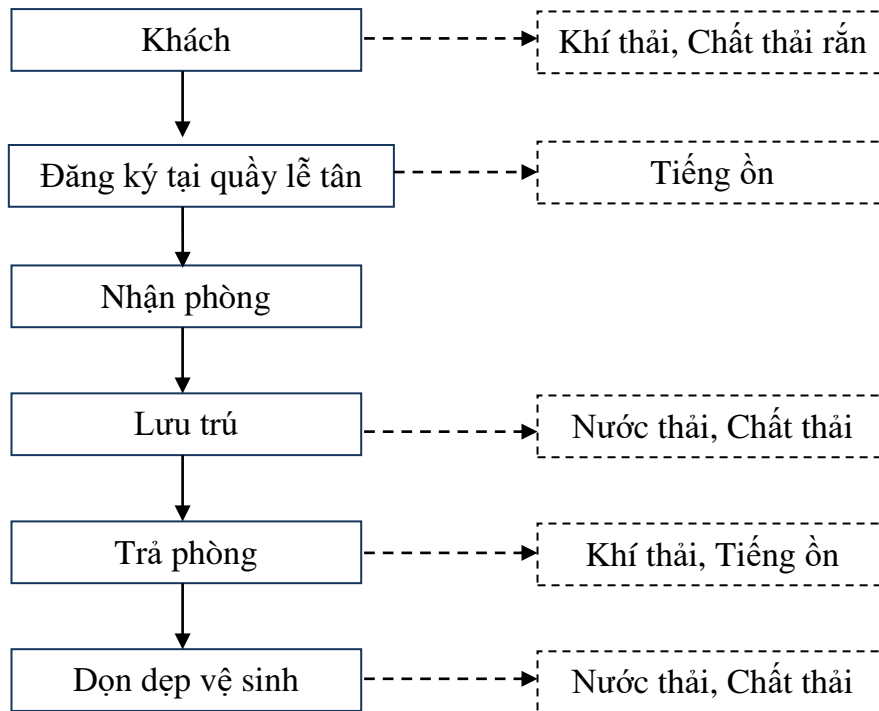 Khách
Khí thải, Chất thải rắn
Đăng ký tại quầy lễ tân
Tiếng ồn
Nhận phòng
Lưu trú
Nước thải, Chất thải
Trả phòng
Khí thải, Tiếng ồn
Dọn dẹp vệ sinh
Nước thải, Chất thải